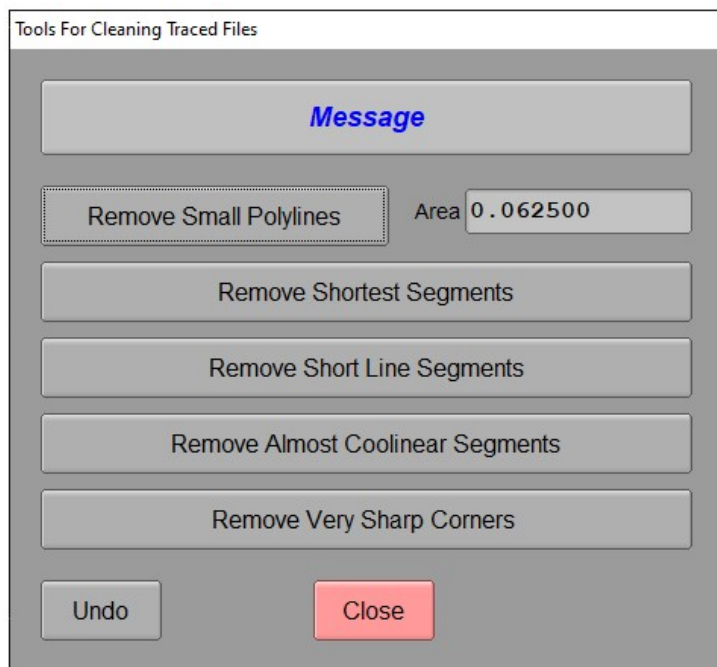 Tools For Cleaning Traced Files
Message
Remove Small Polylines
Area 0.062500
Remove Shortest Segments
Remove Short Line Segments
Remove Almost Coolinear Segments
Remove Very Sharp Corners
Undo
Close